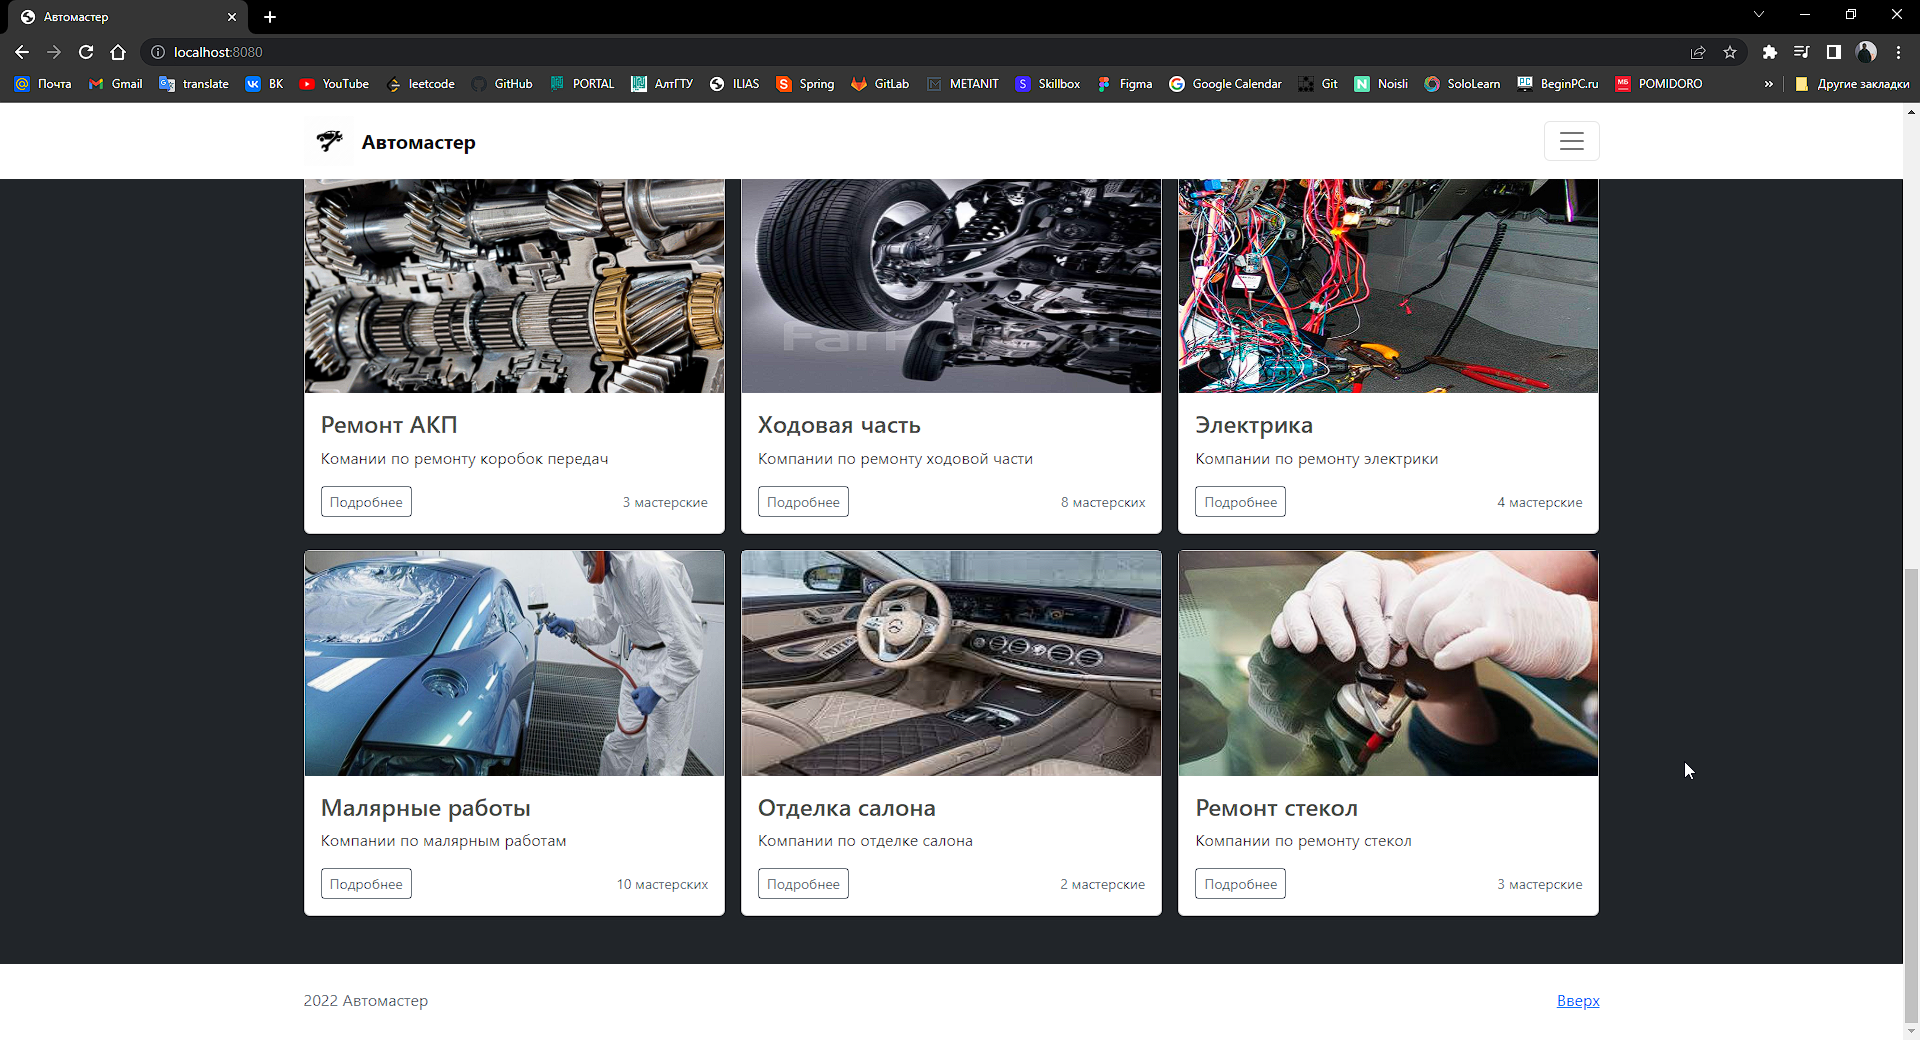 Автомастер
localhost:8080
Почта Gmail translate ВК YouTube leetcode GitHub PORTAL АлтГТУ ILIAS Spring GitLab METANIT Skillbox Figma Google Calendar Git Noisli SoloLearn BeginPC.ru POMIDORO » Другие закладки
Автомастер
Ремонт АКП
Комании по ремонту коробок передач
Подробнее 3 мастерские
Ходовая часть
Компании по ремонту ходовой части
Подробнее 8 мастерских
Электрика
Компании по ремонту электрики
Подробнее 4 мастерские
Малярные работы
Компании по малярным работам
Подробнее 10 мастерских
Отделка салона
Компании по отделке салона
Подробнее 2 мастерские
Ремонт стекол
Компании по ремонту стекол
Подробнее 3 мастерские
2022 Автомастер
Вверх